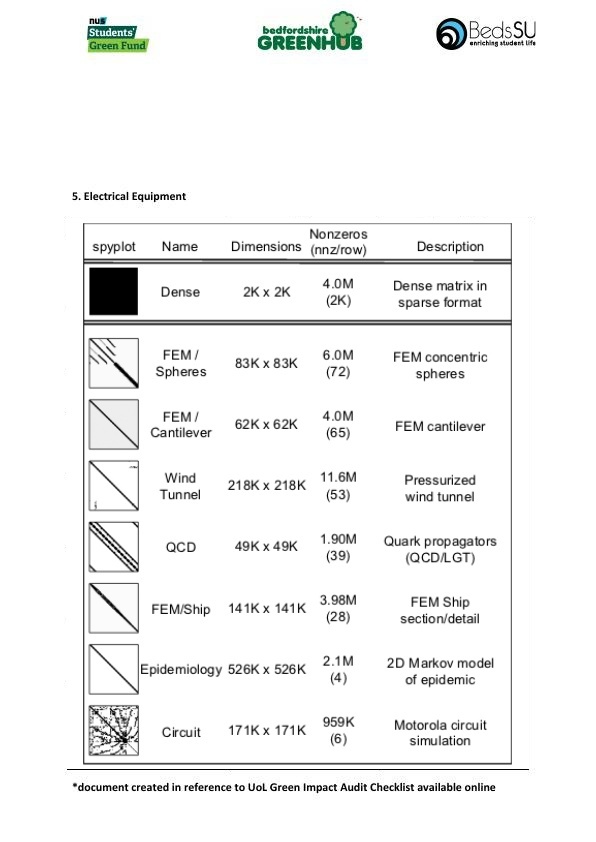 nus
Students'
Green Fund
bedfordshire
GREENHUB
BedsSU
enriching student life
5. Electrical Equipment
spyplot Name Dimensions Nonzeros (nnz/row) Description
Dense 2K x 2K 4.0M (2K) Dense matrix in sparse format
FEM / Spheres 83K x 83K 6.0M (72) FEM concentric spheres
FEM / Cantilever 62K x 62K 4.0M (65) FEM cantilever
Wind Tunnel 218K x 218K 11.6M (53) Pressurized wind tunnel
QCD 49K x 49K 1.90M (39) Quark propagators (QCD/LGT)
FEM/Ship 141K x 141K 3.98M (28) FEM Ship section/detail
Epidemiology 526K x 526K 2.1M (4) 2D Markov model of epidemic
Circuit 171K x 171K 959K (6) Motorola circuit simulation
*document created in reference to UoL Green Impact Audit Checklist available online